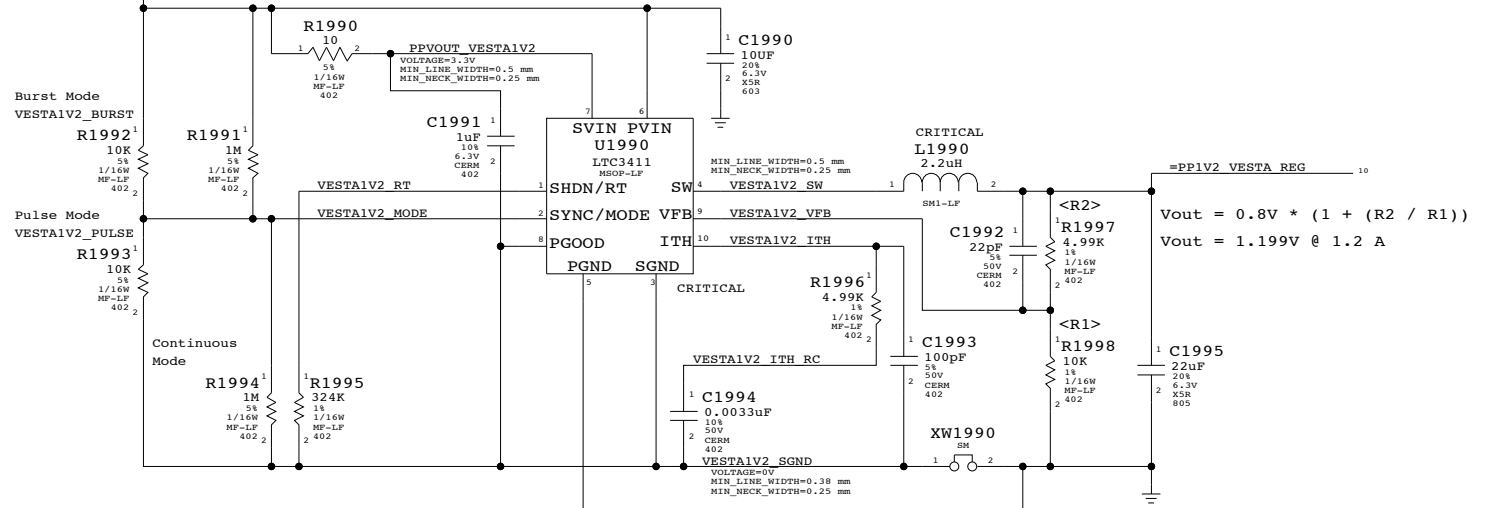 R1990
10
1 2
5%
1/16W
MF-LF
402
PPVOUT_VESTA1V2
VOLTAGE=3.3V
MIN_LINE_WIDTH=0.5 mm
MIN_NECK_WIDTH=0.25 mm
1
C1990
10UF
20%
6.3V
X5R
603
2
Burst Mode
VESTA1V2_BURST
R1992
1
10K
5%
1/16W
MF-LF
402
2
R1991
1
1M
5%
1/16W
MF-LF
402
2
C1991
1
1uF
10%
6.3V
CERM
402
2
7 6
SVIN PVIN
U1990
LTC3411
MSOP-LF
1 SHDN/RT
2 SYNC/MODE
8 PGOOD
SW 4
VFB 9
ITH 10
PGND SGND
5 3
CRITICAL
VESTA1V2_RT
VESTA1V2_MODE
MIN_LINE_WIDTH=0.5 mm
MIN_NECK_WIDTH=0.25 mm
VESTA1V2_SW
VESTA1V2_VFB
VESTA1V2_ITH
CRITICAL
L1990
2.2uH
1 2
SM1-LF
=PP1V2_VESTA_REG 10
Vout = 0.8V * (1 + (R2 / R1))
Vout = 1.199V @ 1.2 A
Pulse Mode
VESTA1V2_PULSE
R1993
1
10K
5%
1/16W
MF-LF
402
2
Continuous
Mode
C1992
1
22pF
5%
50V
CERM
402
2
<R2>
R1997
1
4.99K
1%
1/16W
MF-LF
402
2
R1996
1
4.99K
1%
1/16W
MF-LF
402
2
<R1>
R1998
1
10K
1%
1/16W
MF-LF
402
2
1
C1993
100pF
5%
50V
CERM
402
2
1
C1995
22uF
20%
6.3V
X5R
805
2
VESTA1V2_ITH_RC
R1994
1
1M
5%
1/16W
MF-LF
402
2
1
R1995
324K
1%
1/16W
MF-LF
402
2
1
C1994
0.0033uF
10%
50V
CERM
402
2
VESTA1V2_SGND
VOLTAGE=0V
MIN_LINE_WIDTH=0.38 mm
MIN_NECK_WIDTH=0.25 mm
XW1990
SM
1 2